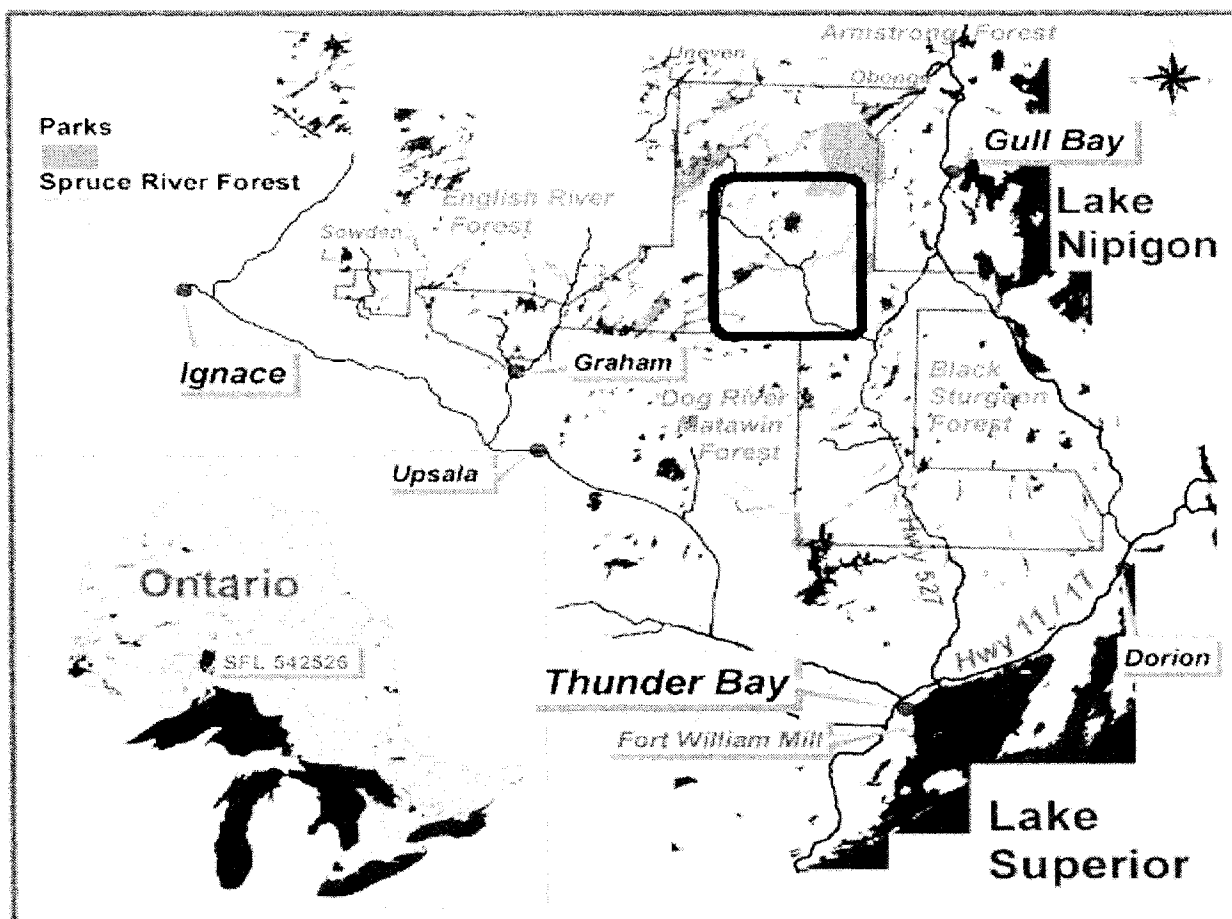 Armstrong Forest
Uneven
Obonga
Parks
Gull Bay
Spruce River Forest
Lake
Nipigon
English River
Forest
Sowden
Ignace
Graham
Black
Sturgeon
Forest
Dog River
Matawin
Forest
Upsala
Hwy 527
Ontario
SFL 542526
Hwy 11 / 17
Dorion
Thunder Bay
Fort William Mill
Lake
Superior